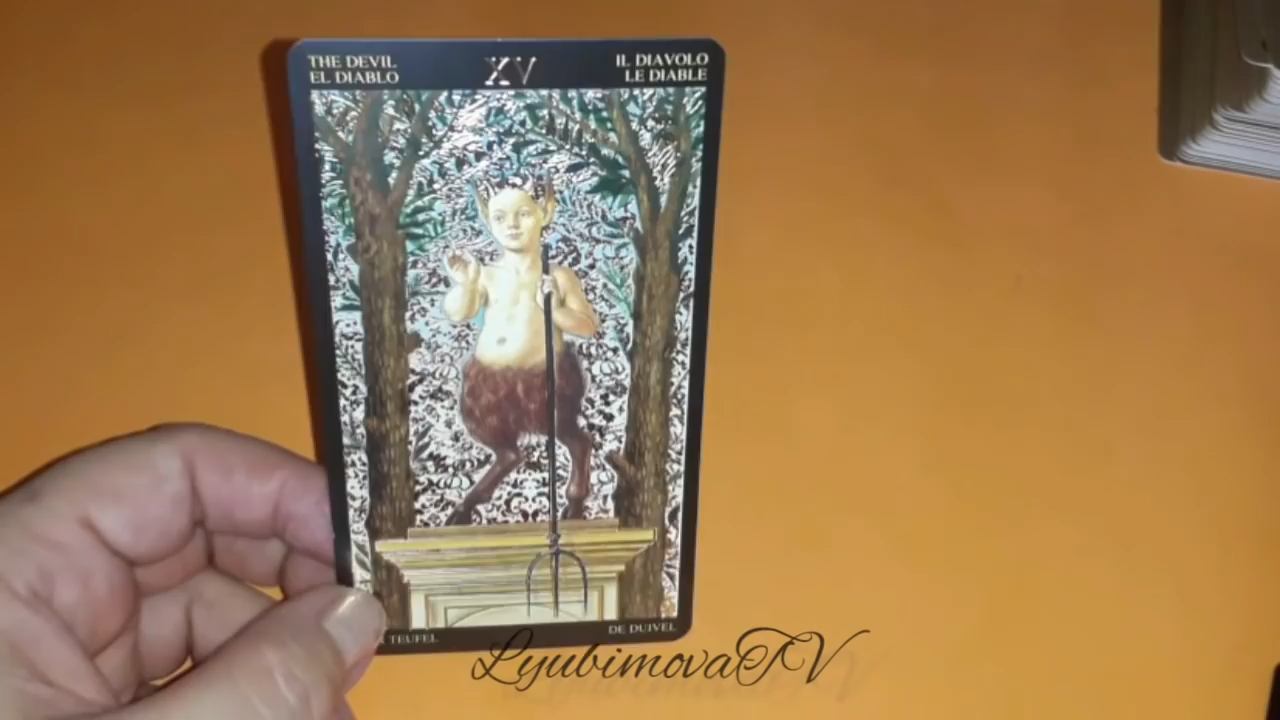 THE DEVIL
EL DIABLO
XV
IL DIAVOLO
LE DIABLE
TEUFEL
DE DUIVEL
LyubimovaTV